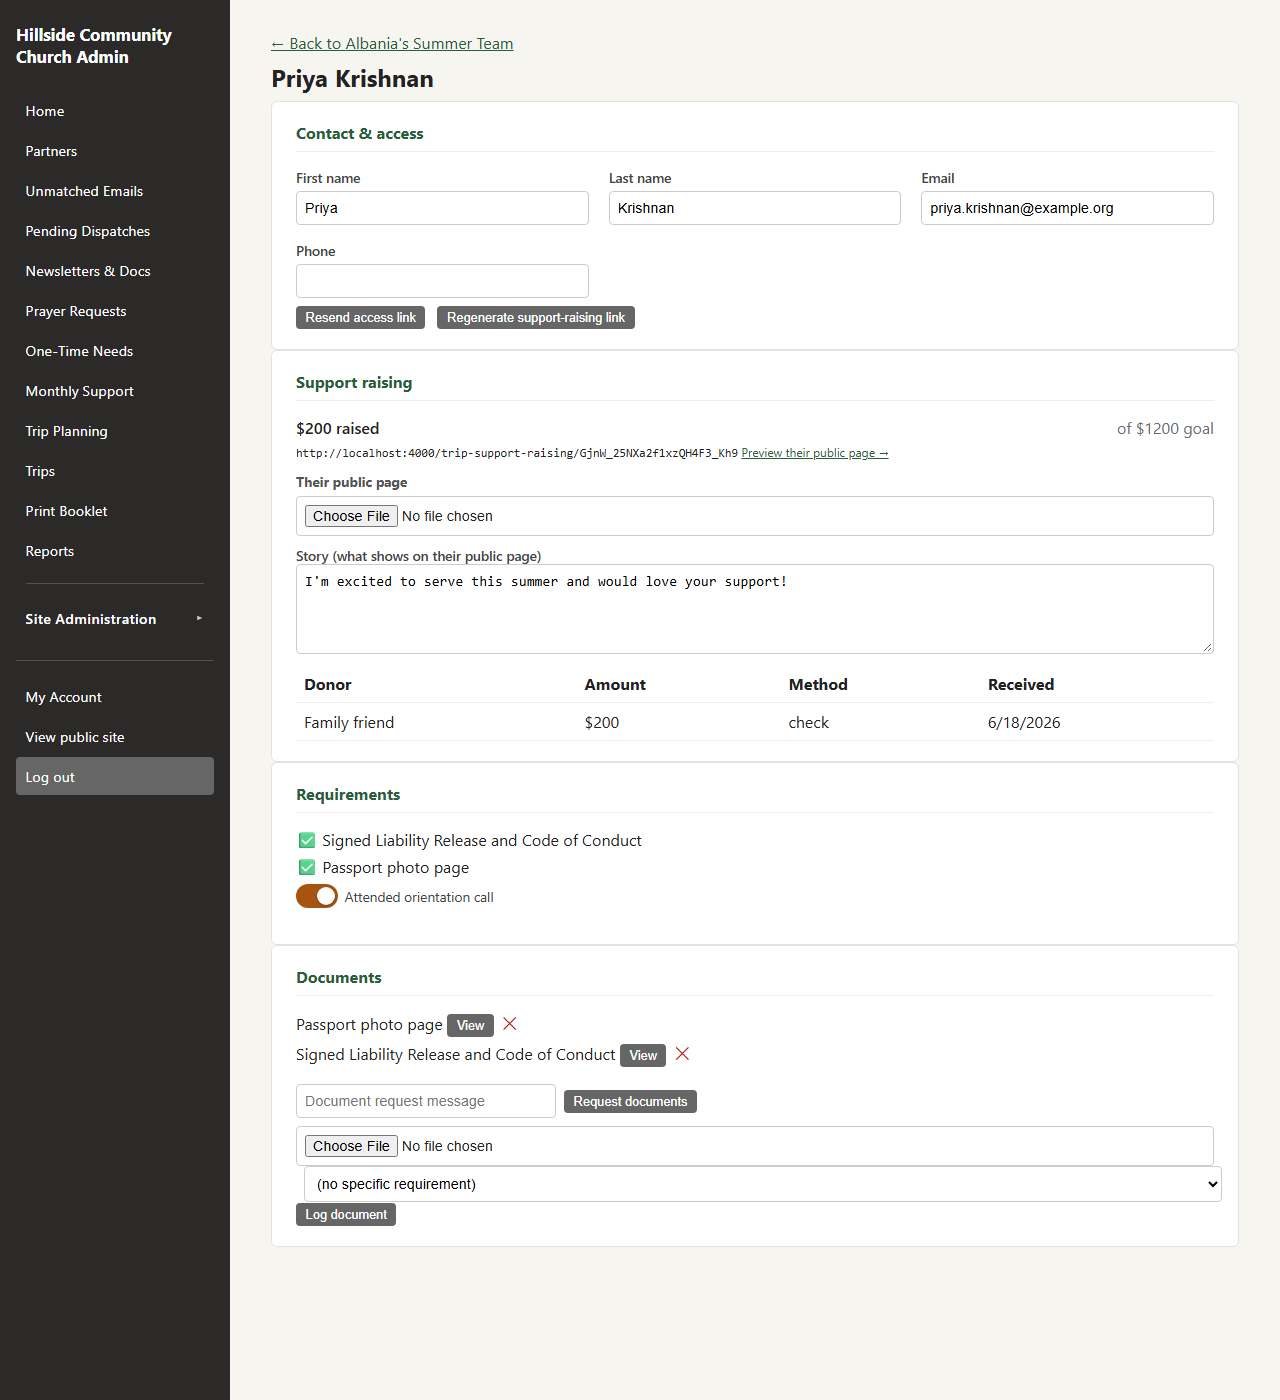 Hillside Community
Church Admin
Home
Partners
Unmatched Emails
Pending Dispatches
Newsletters & Docs
Prayer Requests
One-Time Needs
Monthly Support
Trip Planning
Trips
Print Booklet
Reports
Site Administration
My Account
View public site
Log out
← Back to Albania's Summer Team
Priya Krishnan
Contact & access
First name
Last name
Email
Priya
Krishnan
priya.krishnan@example.org
Phone
Resend access link
Regenerate support-raising link
Support raising
$200 raised
of $1200 goal
http://localhost:4000/trip-support-raising/GjnW_25NXa2f1xzQH4F3_Kh9 Preview their public page →
Their public page
Choose File No file chosen
Story (what shows on their public page)
I'm excited to serve this summer and would love your support!
Donor Amount Method Received
Family friend $200 check 6/18/2026
Requirements
✅ Signed Liability Release and Code of Conduct
✅ Passport photo page
Attended orientation call
Documents
Passport photo page View
Signed Liability Release and Code of Conduct View
Document request message
Request documents
Choose File No file chosen
(no specific requirement)
Log document